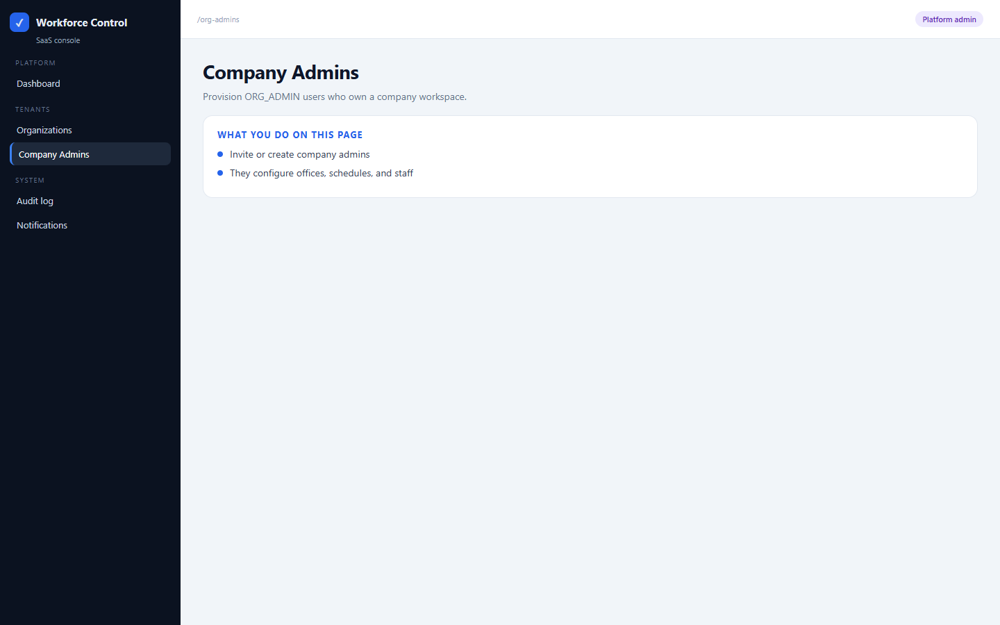 Workforce Control
SaaS console
PLATFORM
Dashboard
TENANTS
Organizations
Company Admins
SYSTEM
Audit log
Notifications
/org-admins
Platform admin
Company Admins
Provision ORG_ADMIN users who own a company workspace.
WHAT YOU DO ON THIS PAGE
Invite or create company admins
They configure offices, schedules, and staff